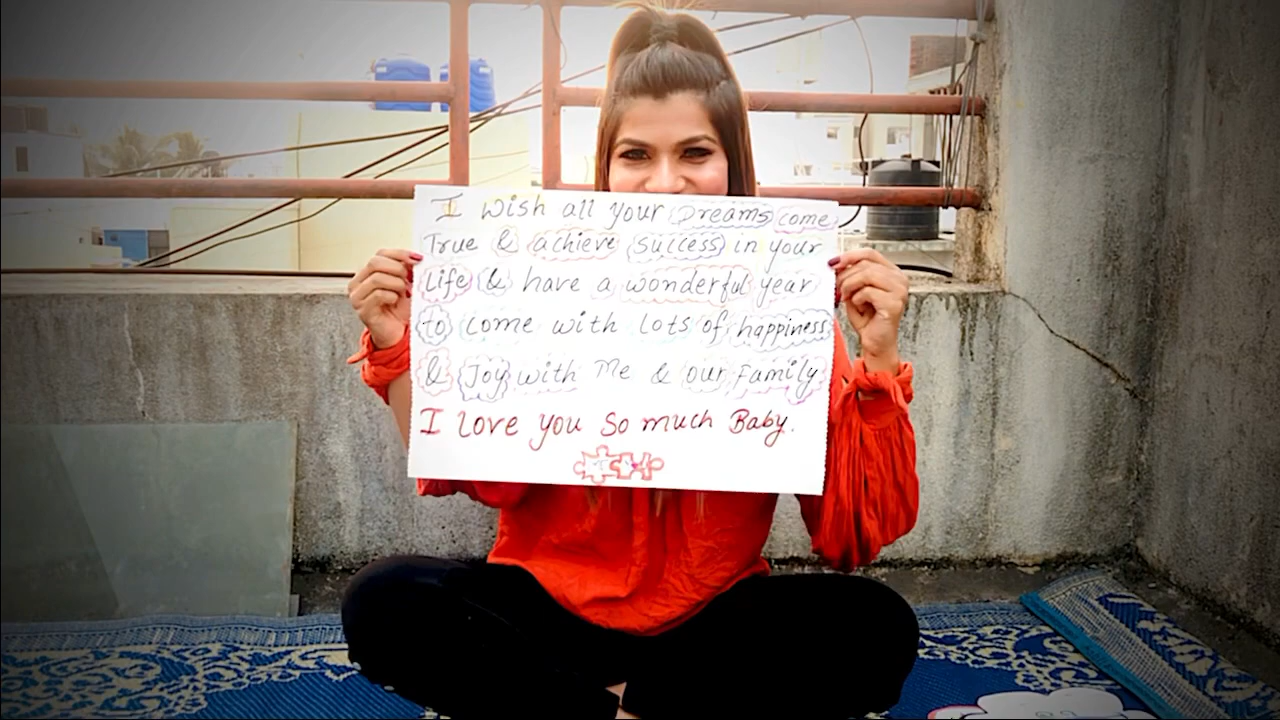 I wish all your Dreams come
True & achieve success in your
Life & have a wonderful year
to come with Lots of happiness
& Joy with Me & our Family
I love you so much Baby.